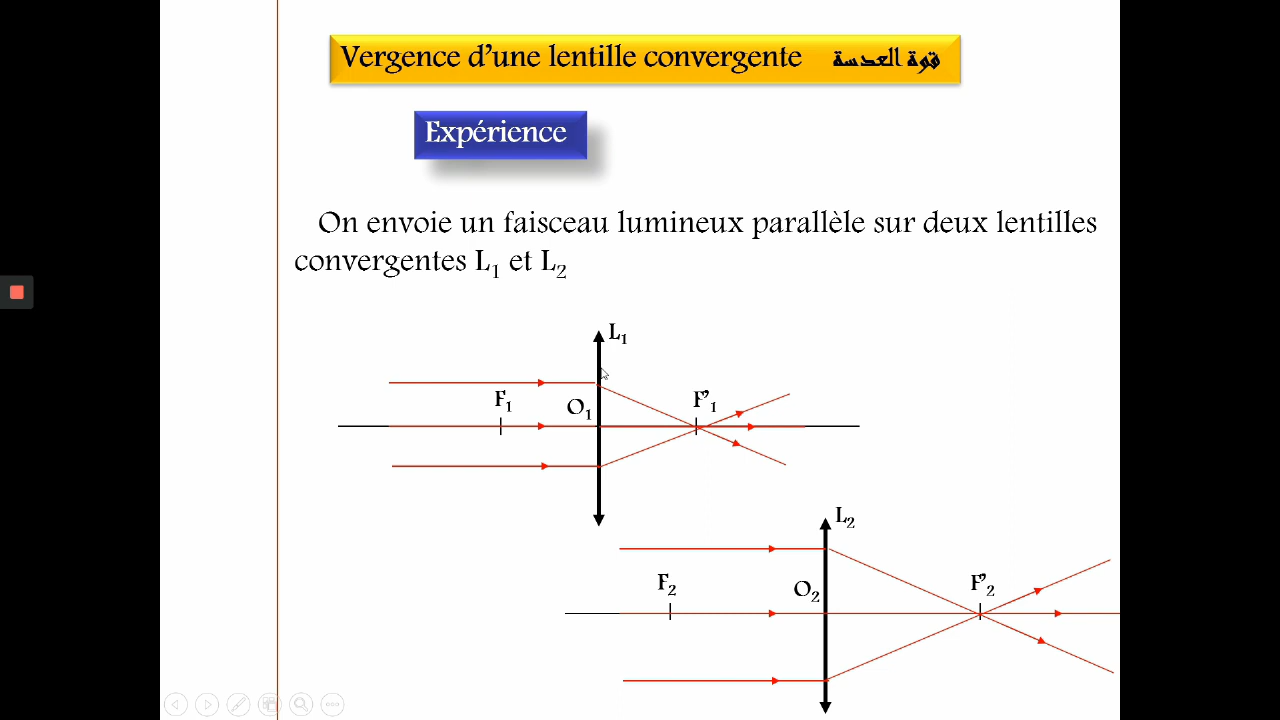 Vergence d’une lentille convergente قوة العدسة
Expérience
On envoie un faisceau lumineux parallèle sur deux lentilles
convergentes L₁ et L₂
L₁
F₁
O₁
F’₁
L₂
F₂
O₂
F’₂